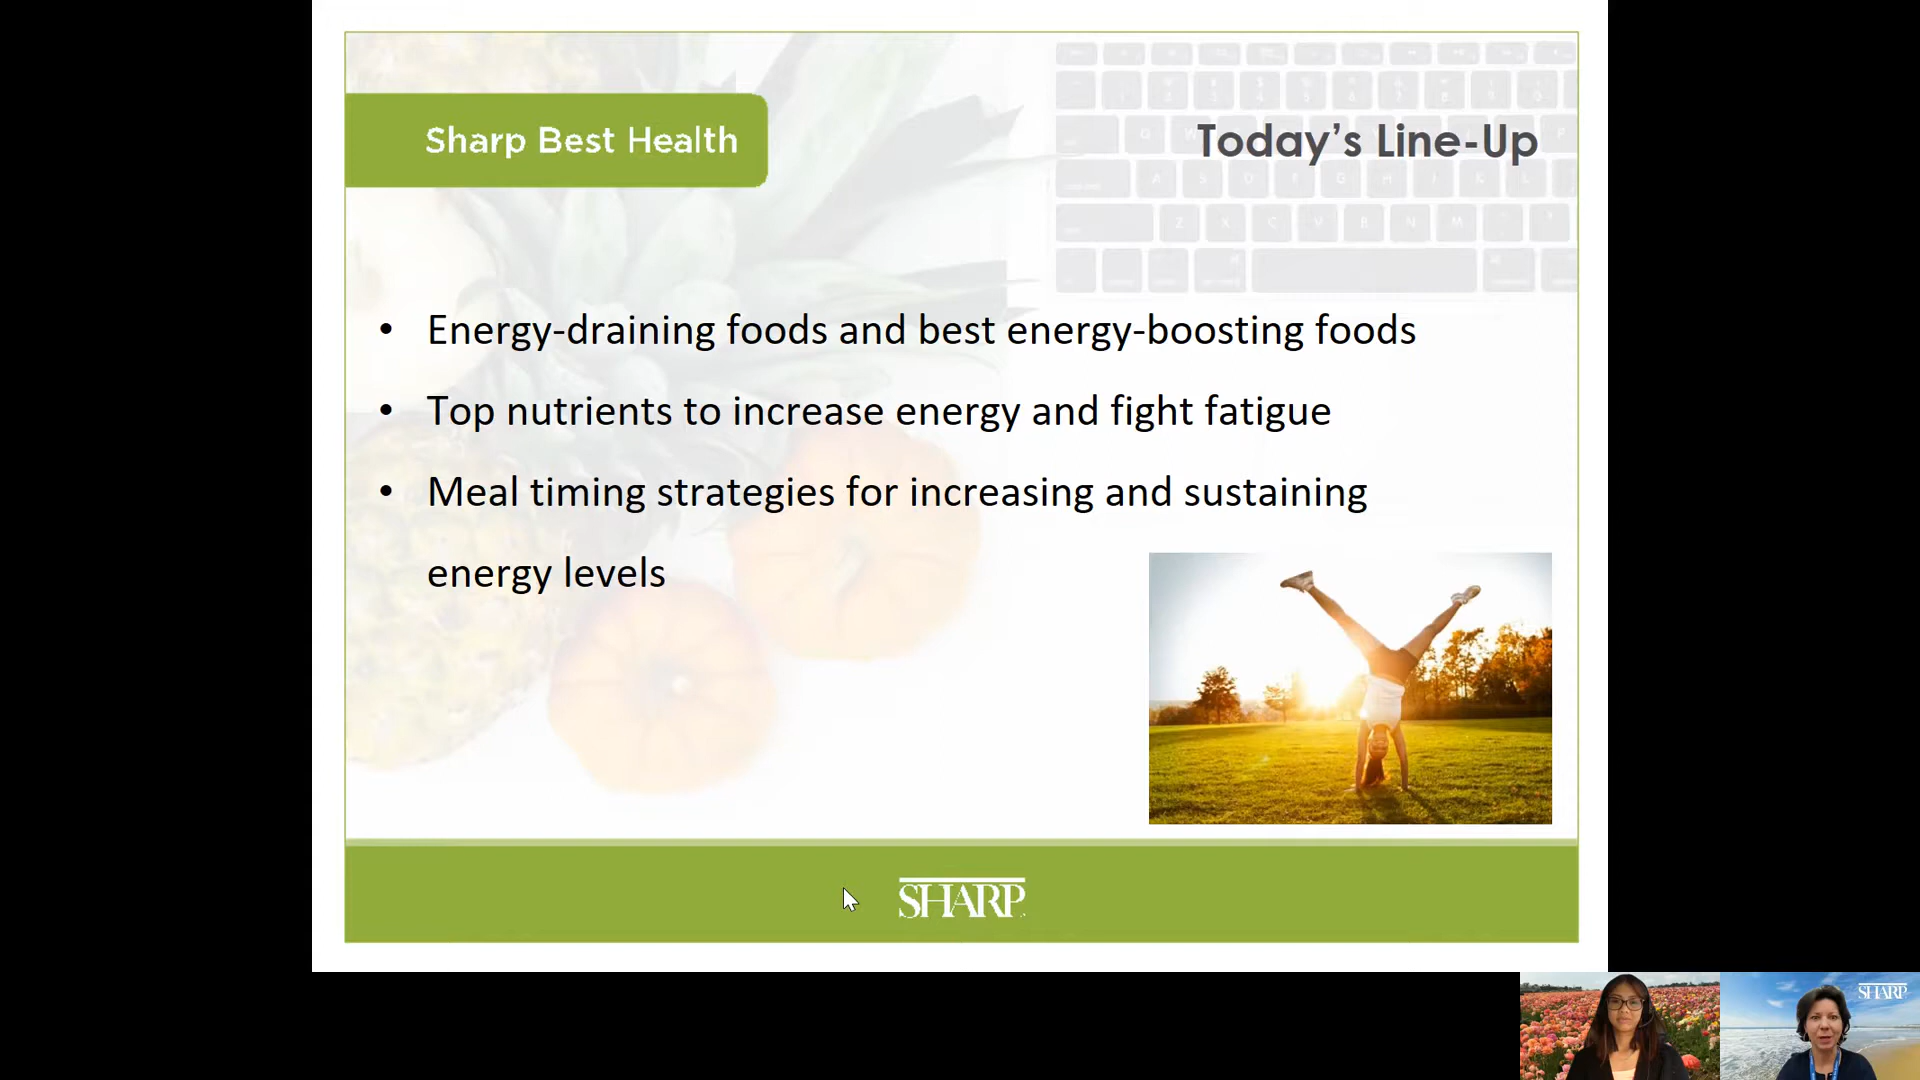 Sharp Best Health
Today's Line-Up
• Energy-draining foods and best energy-boosting foods
• Top nutrients to increase energy and fight fatigue
• Meal timing strategies for increasing and sustaining
energy levels
SHARP
SHARP